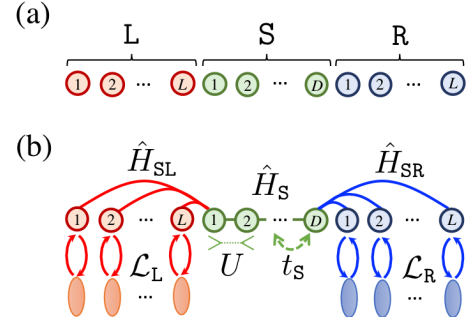 (a)
L S R
1 2 ... L 1 2 ... D 1 2 ... L
(b)
Ĥ_SL Ĥ_S Ĥ_SR
1 2 ... L 1 2 ... D 1 2 ... L
ℒ_L U t_S ℒ_R
... ...